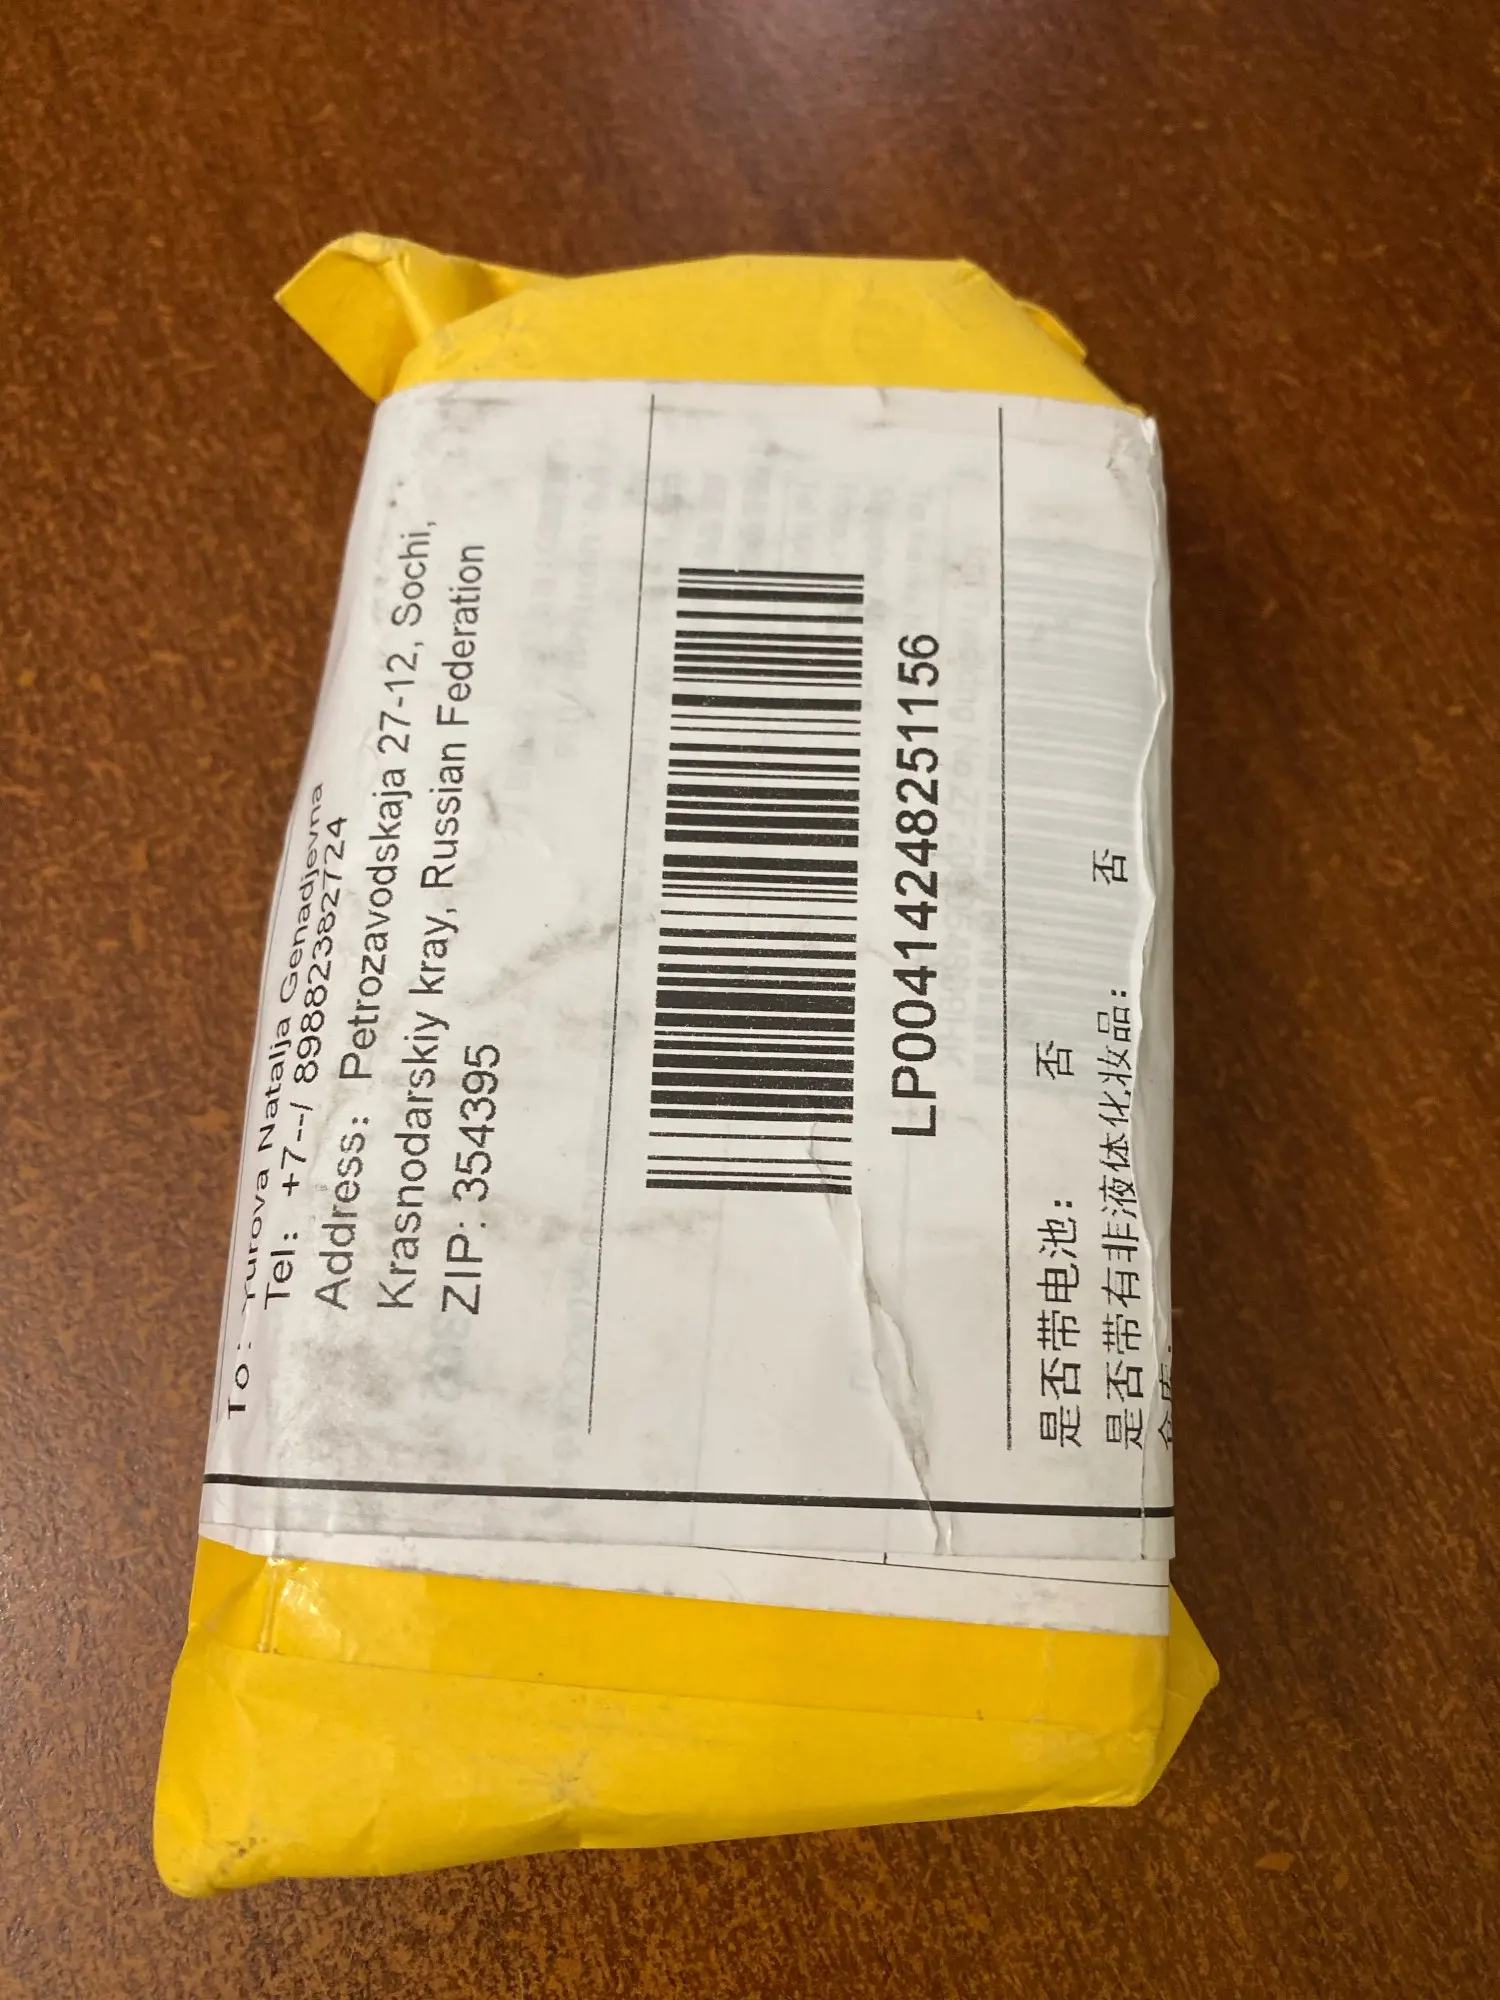 To: Yurova Natalja Genadjevna
Tel: +7--/ 89882382724
Address: Petrozavodskaja 27-12, Sochi,
Krasnodarskiy kray, Russian Federation
ZIP: 354395
LP00414248251156
是否带电池: 否
是否带有非液体化妆品: 否